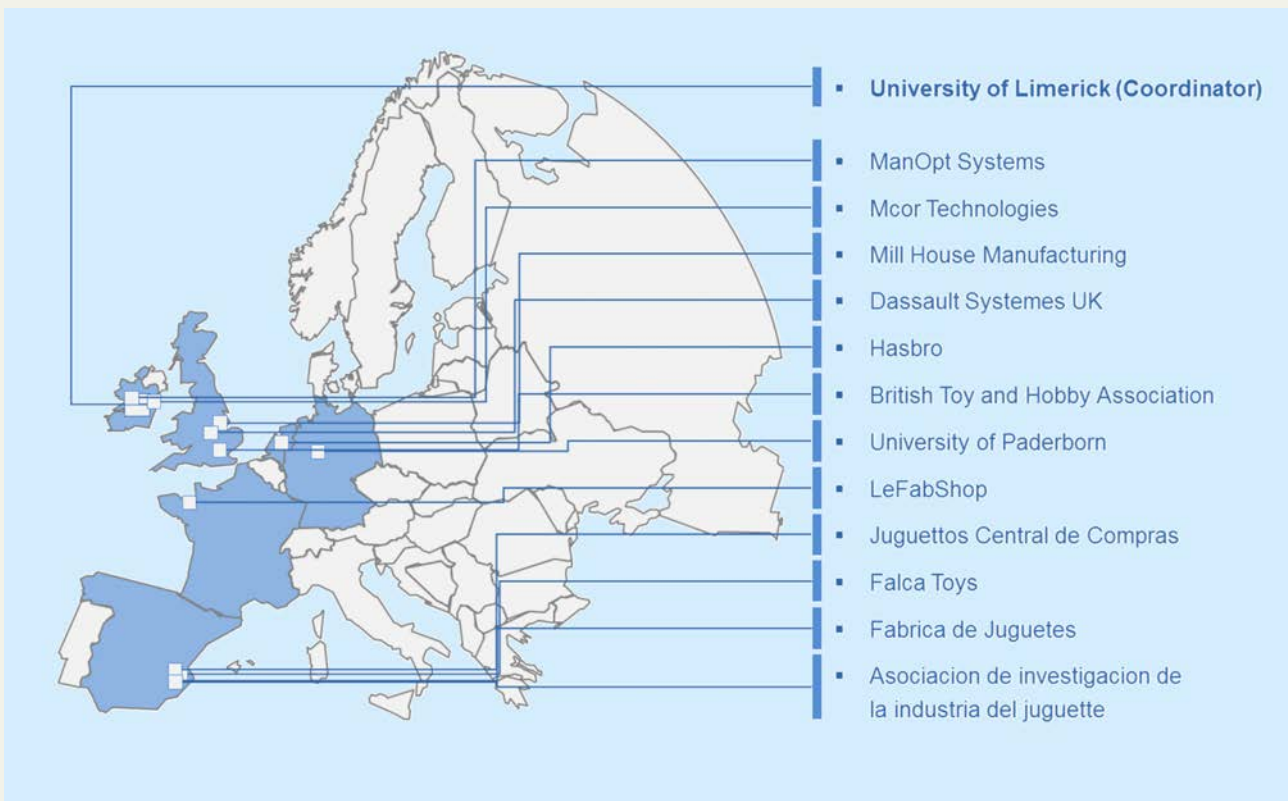 ▪ University of Limerick (Coordinator)
▪ ManOpt Systems
▪ Mcor Technologies
▪ Mill House Manufacturing
▪ Dassault Systemes UK
▪ Hasbro
▪ British Toy and Hobby Association
▪ University of Paderborn
▪ LeFabShop
▪ Juguettos Central de Compras
▪ Falca Toys
▪ Fabrica de Juguetes
▪ Asociacion de investigacion de
la industria del juguette